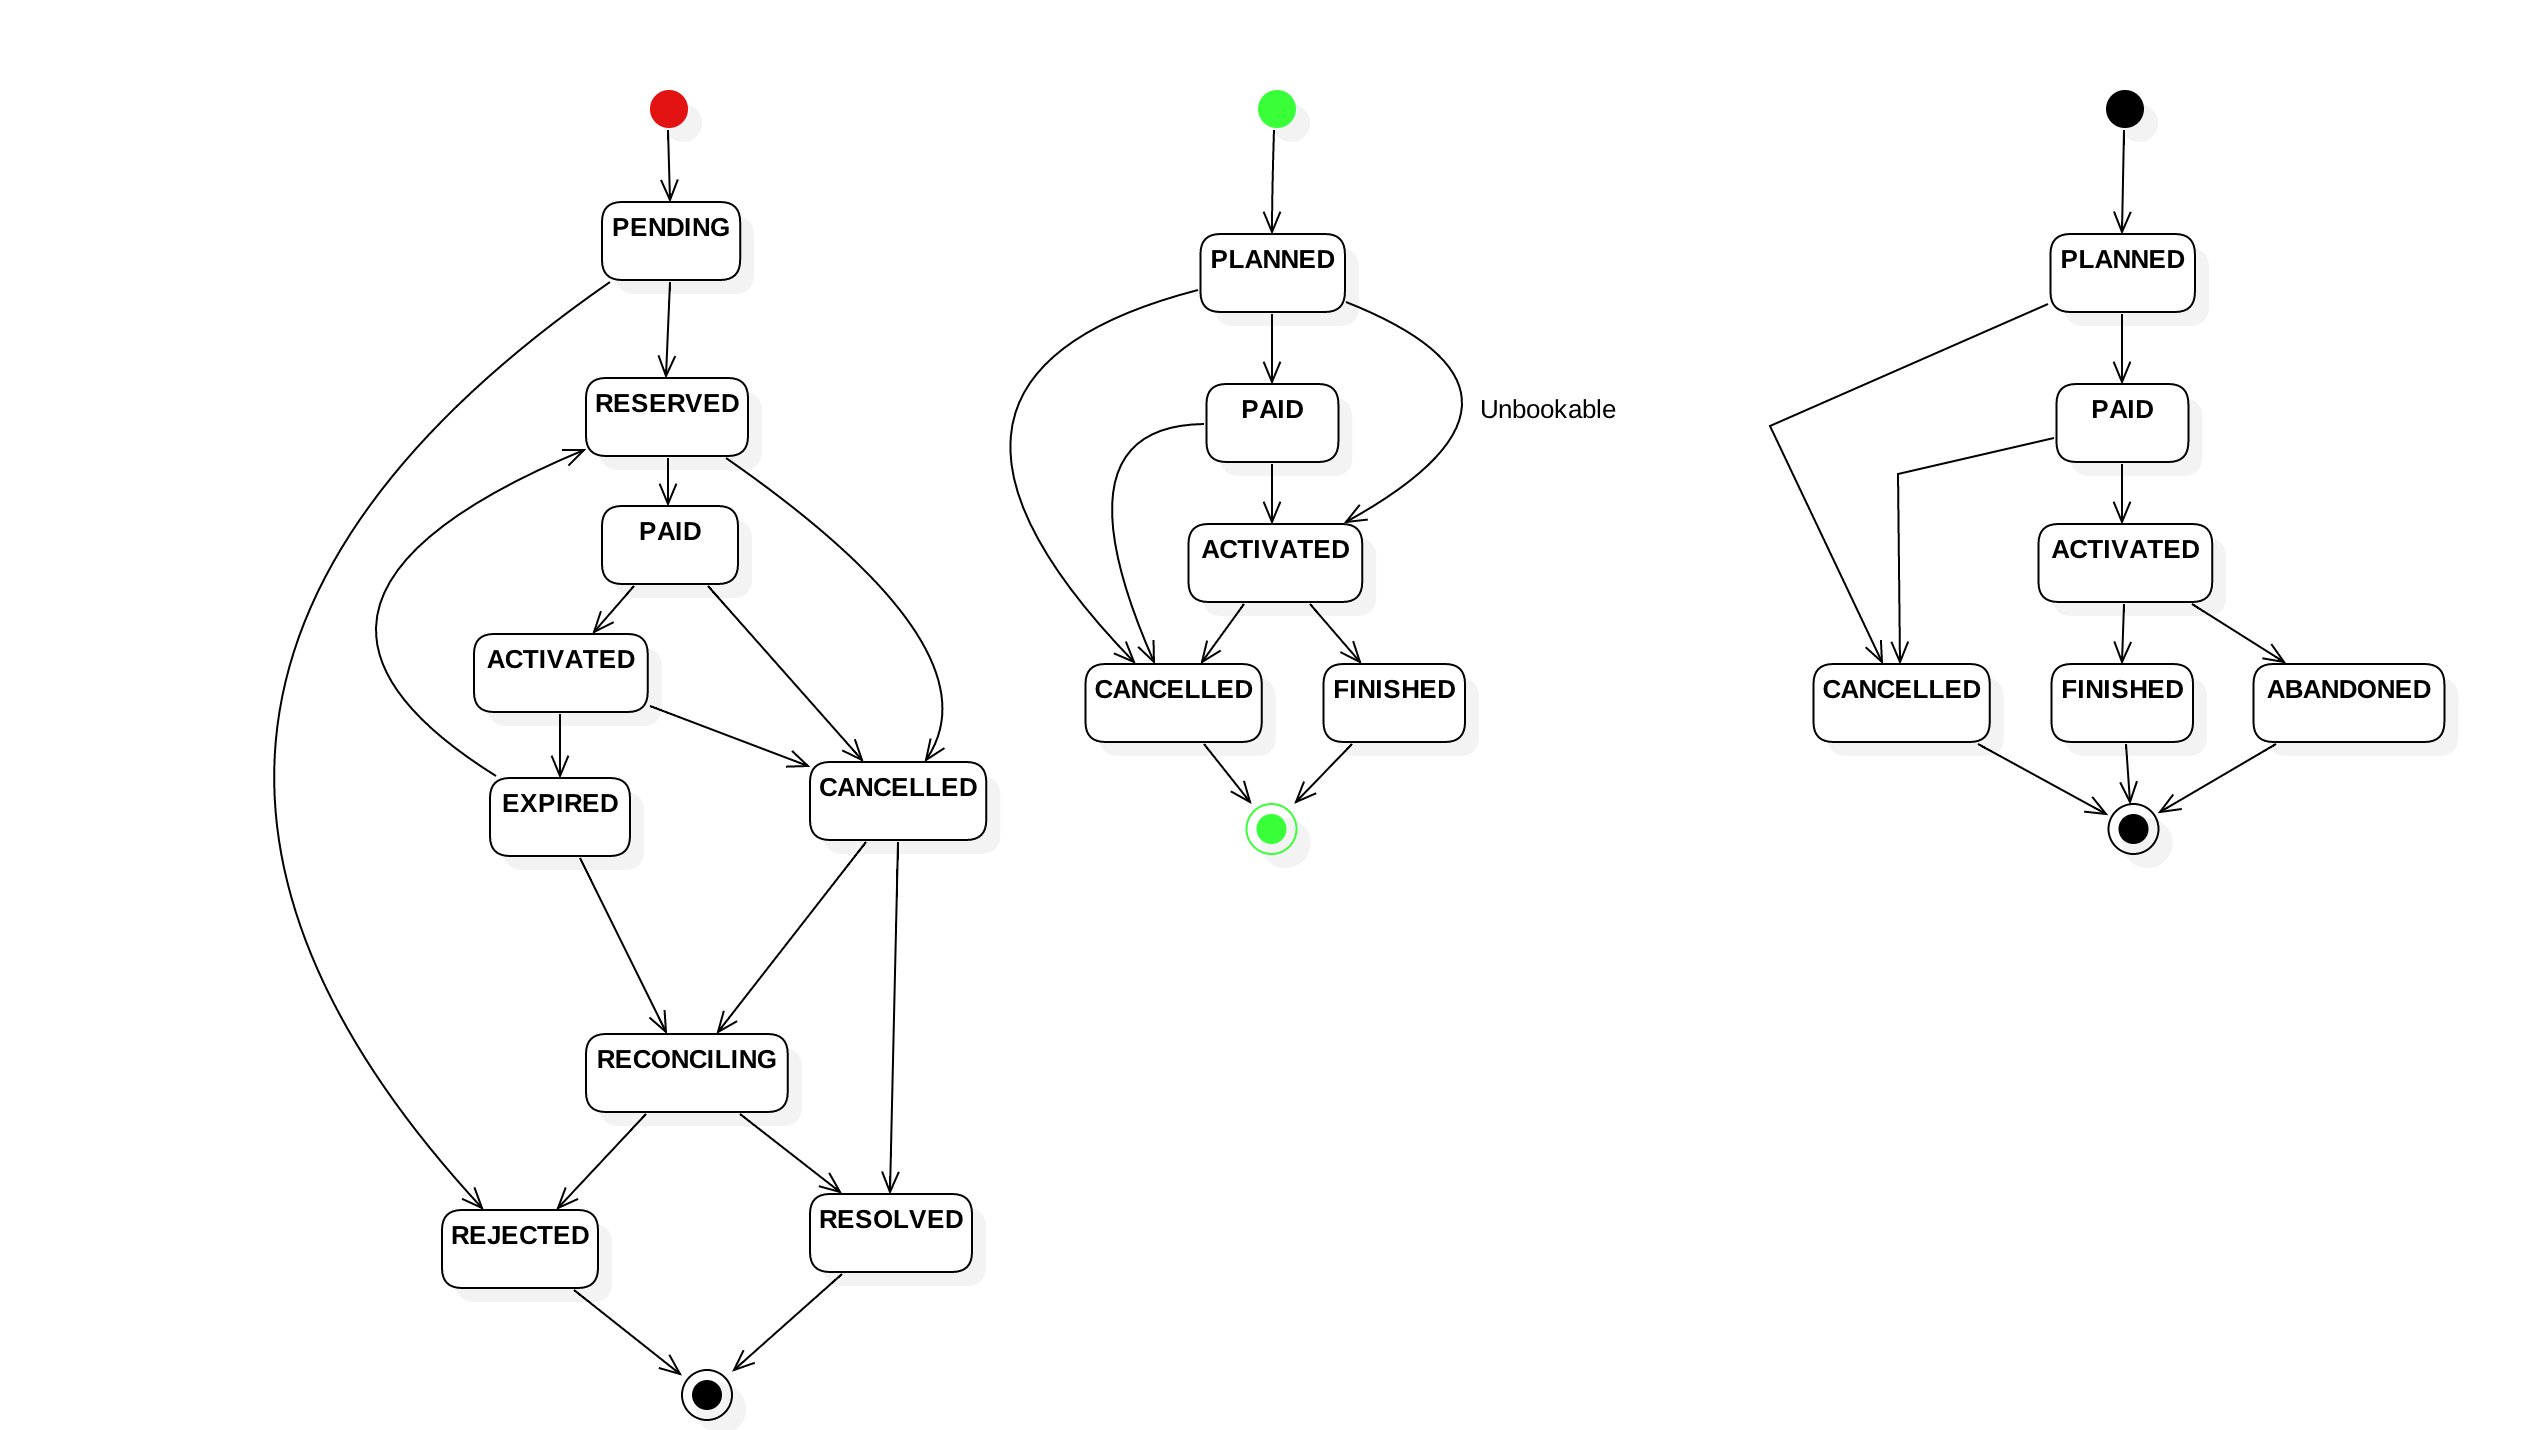 PENDING
RESERVED
PAID
ACTIVATED
EXPIRED
CANCELLED
RECONCILING
REJECTED
RESOLVED
PLANNED
PAID
Unbookable
ACTIVATED
CANCELLED
FINISHED
PLANNED
PAID
ACTIVATED
CANCELLED
FINISHED
ABANDONED